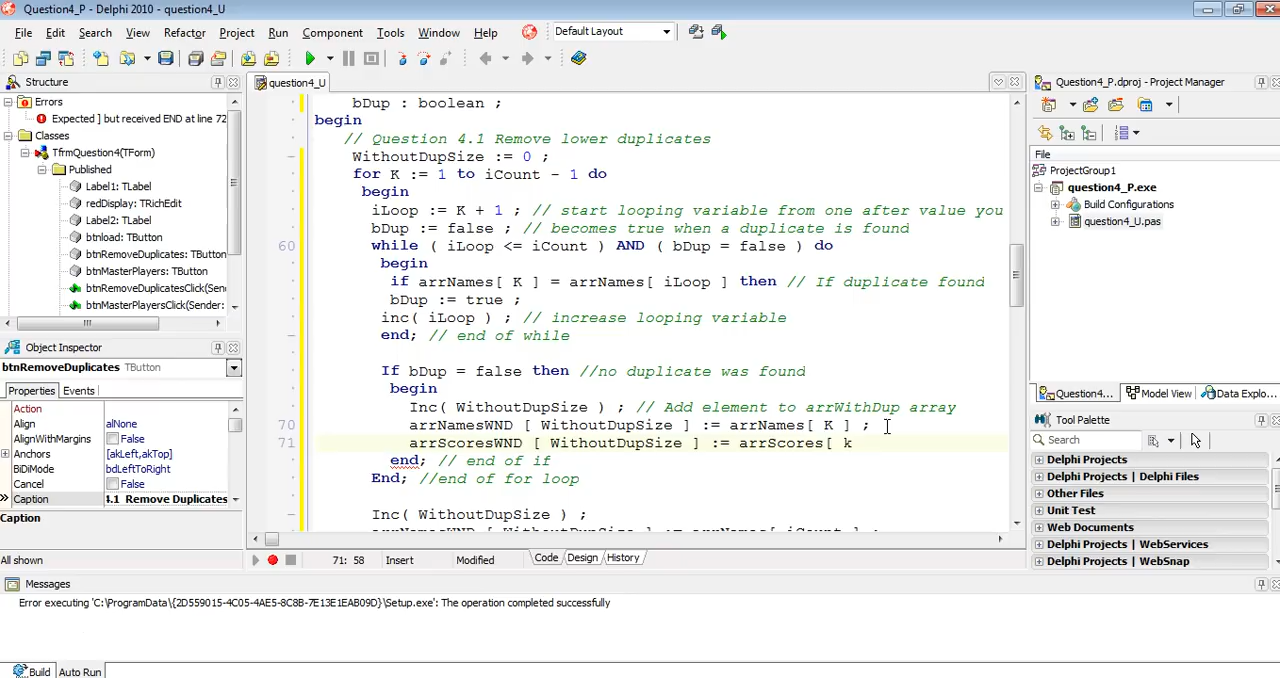 Question4_P - Delphi 2010 - question4_U
File Edit Search View Refactor Project Run Component Tools Window Help Default Layout
Structure
Errors
Expected ] but received END at line 72
Classes
TfrmQuestion4(TForm)
Published
Label1: TLabel
redDisplay: TRichEdit
Label2: TLabel
btnload: TButton
btnRemoveDuplicates: TButton
btnMasterPlayers: TButton
btnRemoveDuplicatesClick(Sen
btnMasterPlayersClick(Sender:
Object Inspector
btnRemoveDuplicates TButton
Properties Events
Action
Align alNone
AlignWithMargins False
Anchors [akLeft,akTop]
BiDiMode bdLeftToRight
Cancel False
Caption 4.1 Remove Duplicates
Caption
All shown
question4_U
bDup : boolean ;
begin
// Question 4.1 Remove lower duplicates
WithoutDupSize := 0 ;
for K := 1 to iCount - 1 do
begin
iLoop := K + 1 ; // start looping variable from one after value you
bDup := false ; // becomes true when a duplicate is found
60 while ( iLoop <= iCount ) AND ( bDup = false ) do
begin
if arrNames[ K ] = arrNames[ iLoop ] then // If duplicate found
bDup := true ;
inc( iLoop ) ; // increase looping variable
end; // end of while
If bDup = false then //no duplicate was found
begin
Inc( WithoutDupSize ) ; // Add element to arrWithDup array
70 arrNamesWND [ WithoutDupSize ] := arrNames[ K ] ;
71 arrScoresWND [ WithoutDupSize ] := arrScores[ k
end; // end of if
End; //end of for loop
Inc( WithoutDupSize ) ;
arrNamesWND [ WithoutDupSize ] := arrNames[ iCount ] ;
71: 58 Insert Modified Code Design History
Question4_P.dproj - Project Manager
File
ProjectGroup1
question4_P.exe
Build Configurations
question4_U.pas
Question4... Model View Data Explo...
Tool Palette
Search
Delphi Projects
Delphi Files
Other Files
Unit Test
Web Documents
Delphi Projects | WebServices
Delphi Projects | WebSnap
Messages
Error executing 'C:\ProgramData\{2D559015-4C05-4AE5-8C8B-7E13E1EAB09D}\Setup.exe': The operation completed successfully
Build Auto Run